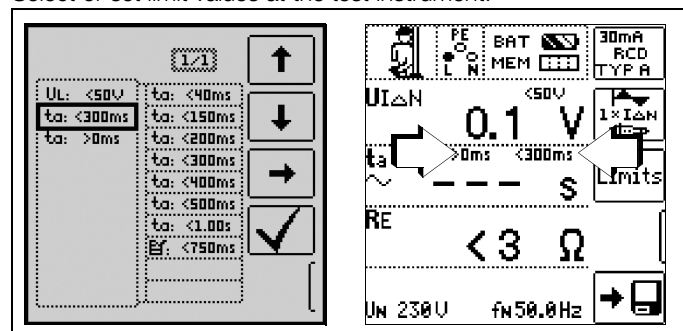 Select or set limit values at the test instrument.
1/1
UL: <50V
ta: <300ms
ta: >0ms
ta: <40ms
ta: <150ms
ta: <200ms
ta: <300ms
ta: <400ms
ta: <500ms
ta: <1.00s
: <750ms
PE
L N
BAT
MEM
30mA
RCD
TYP A
UI△N
<50V
0.1 V
1×I△N
ta
>0ms <300ms
~ --- s
Limits
RE
<3 Ω
UN 230V fN50.0Hz